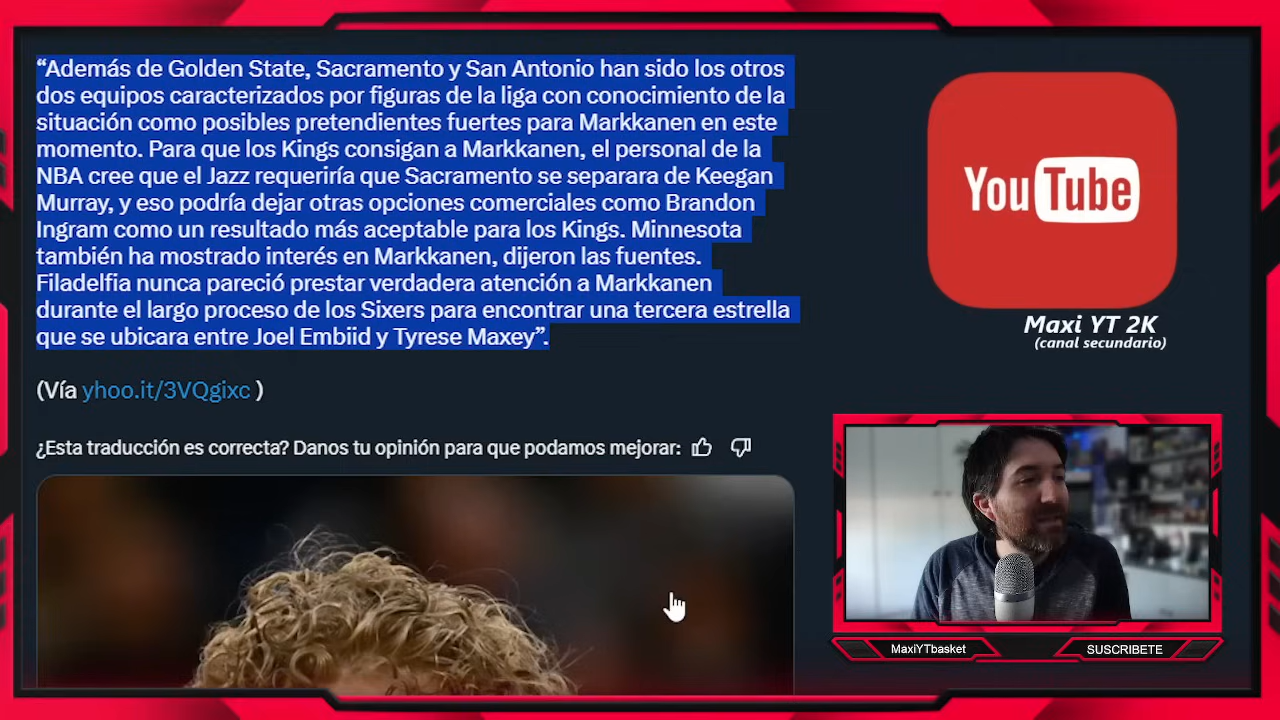 “Además de Golden State, Sacramento y San Antonio han sido los otros
dos equipos caracterizados por figuras de la liga con conocimiento de la
situación como posibles pretendientes fuertes para Markkanen en este
momento. Para que los Kings consigan a Markkanen, el personal de la
NBA cree que el Jazz requeriría que Sacramento se separara de Keegan
Murray, y eso podría dejar otras opciones comerciales como Brandon
Ingram como un resultado más aceptable para los Kings. Minnesota
también ha mostrado interés en Markkanen, dijeron las fuentes.
Filadelfia nunca pareció prestar verdadera atención a Markkanen
durante el largo proceso de los Sixers para encontrar una tercera estrella
que se ubicara entre Joel Embiid y Tyrese Maxey”.
(Vía yhoo.it/3VQgixc )
¿Esta traducción es correcta? Danos tu opinión para que podamos mejorar:
YouTube
Maxi YT 2K
(canal secundario)
MaxiYTbasket
SUSCRIBETE